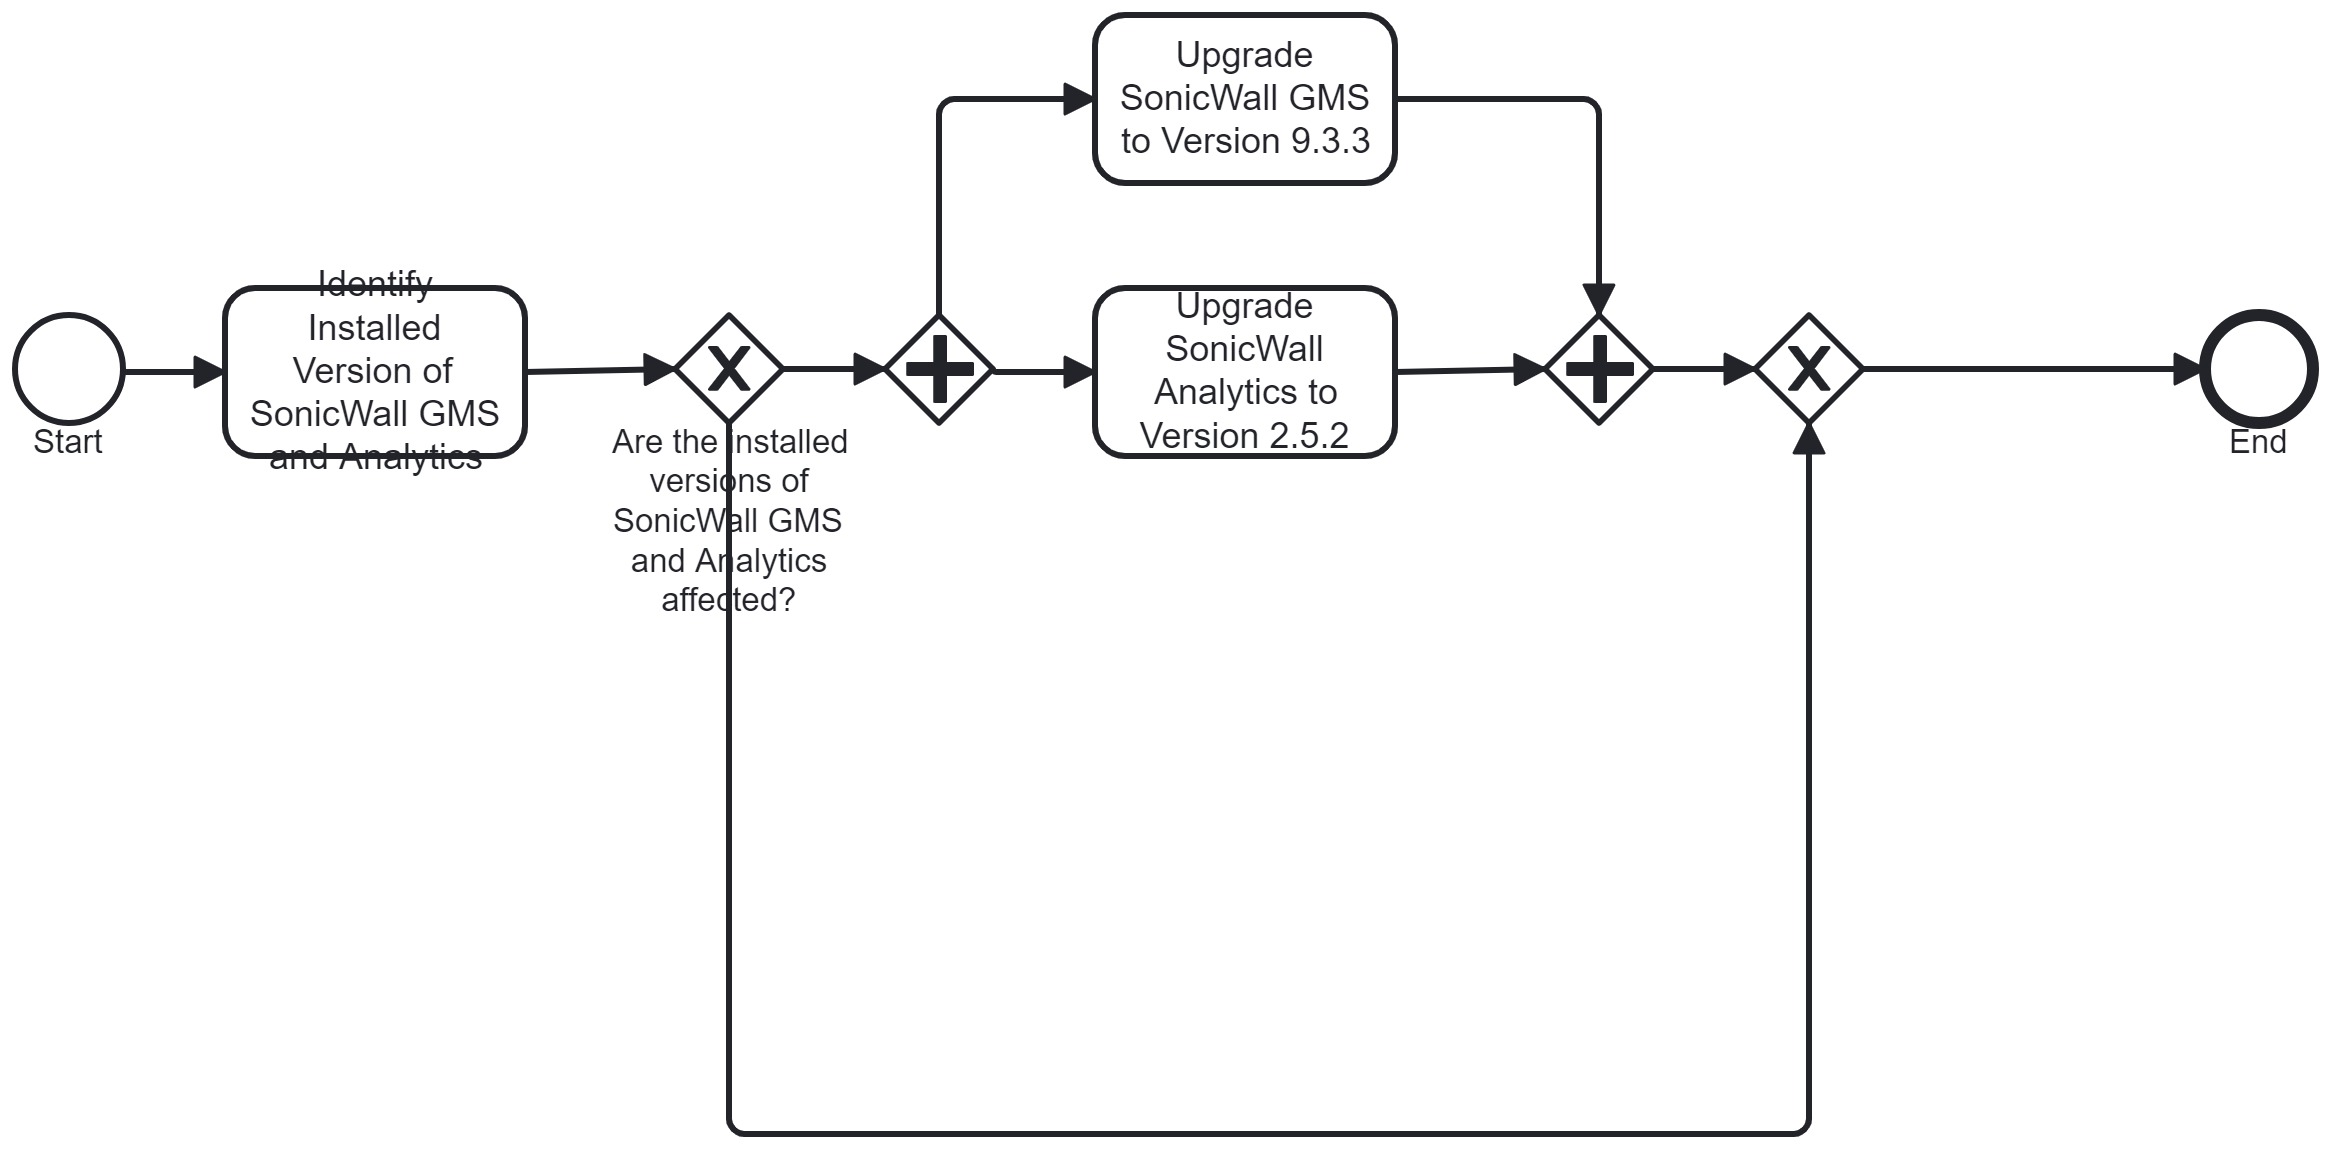 Upgrade
SonicWall GMS
to Version 9.3.3
Start
Identify
Installed
Version of
SonicWall GMS
and Analytics
X
Are the installed
versions of
SonicWall GMS
and Analytics
affected?
Upgrade
SonicWall
Analytics to
Version 2.5.2
X
End